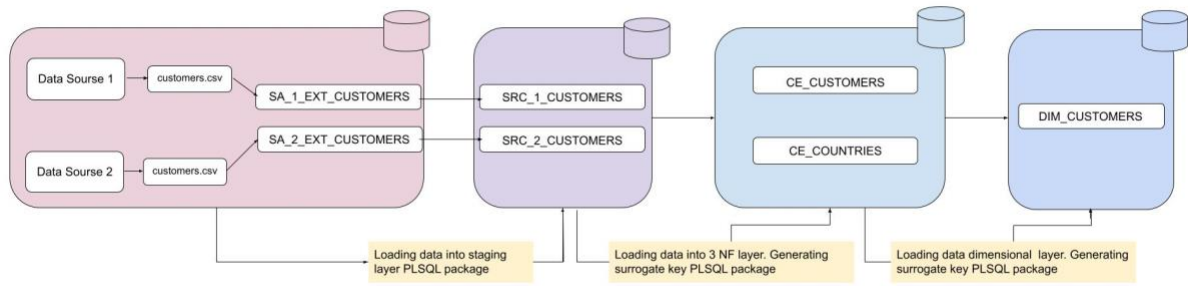 Data Sourse 1
customers.csv
SA_1_EXT_CUSTOMERS
SA_2_EXT_CUSTOMERS
Data Sourse 2
customers.csv
SRC_1_CUSTOMERS
SRC_2_CUSTOMERS
CE_CUSTOMERS
CE_COUNTRIES
DIM_CUSTOMERS
Loading data into staging
layer PLSQL package
Loading data into 3 NF layer. Generating
surrogate key PLSQL package
Loading data dimensional layer. Generating
surrogate key PLSQL package